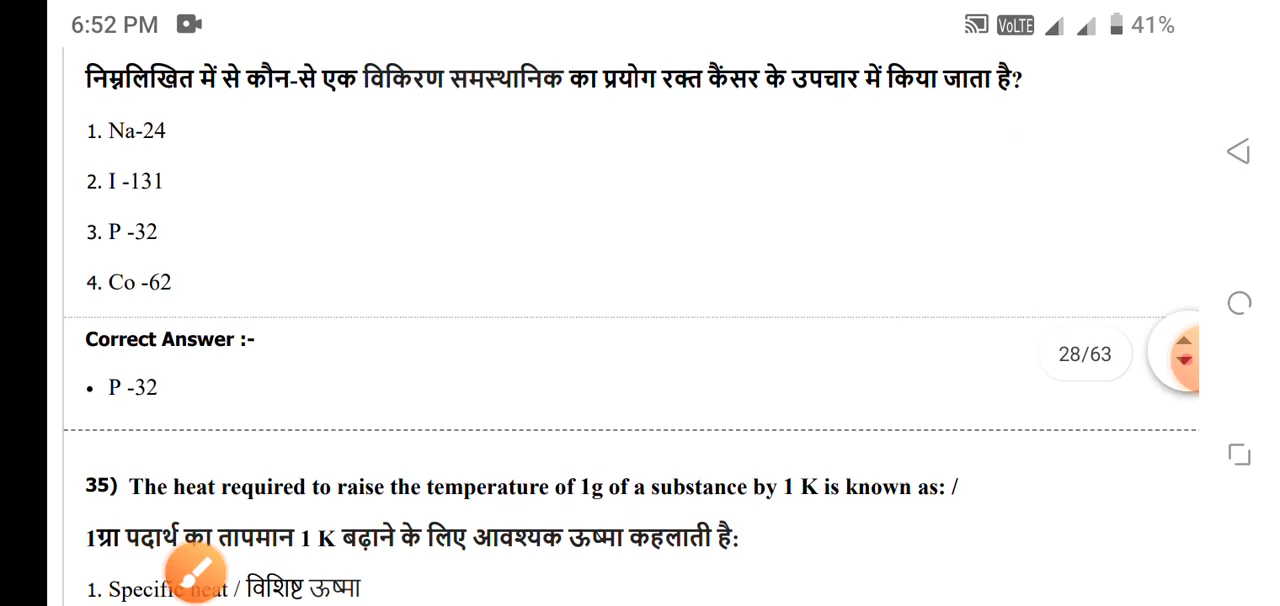 6:52 PM VoLTE 41%
निम्नलिखित में से कौन-से एक विकिरण समस्थानिक का प्रयोग रक्त कैंसर के उपचार में किया जाता है?
1. Na-24
2. I -131
3. P -32
4. Co -62
Correct Answer :-
28/63
• P -32
35) The heat required to raise the temperature of 1g of a substance by 1 K is known as: /
1ग्रा पदार्थ का तापमान 1 K बढ़ाने के लिए आवश्यक ऊष्मा कहलाती है:
1. Specific heat / विशिष्ट ऊष्मा